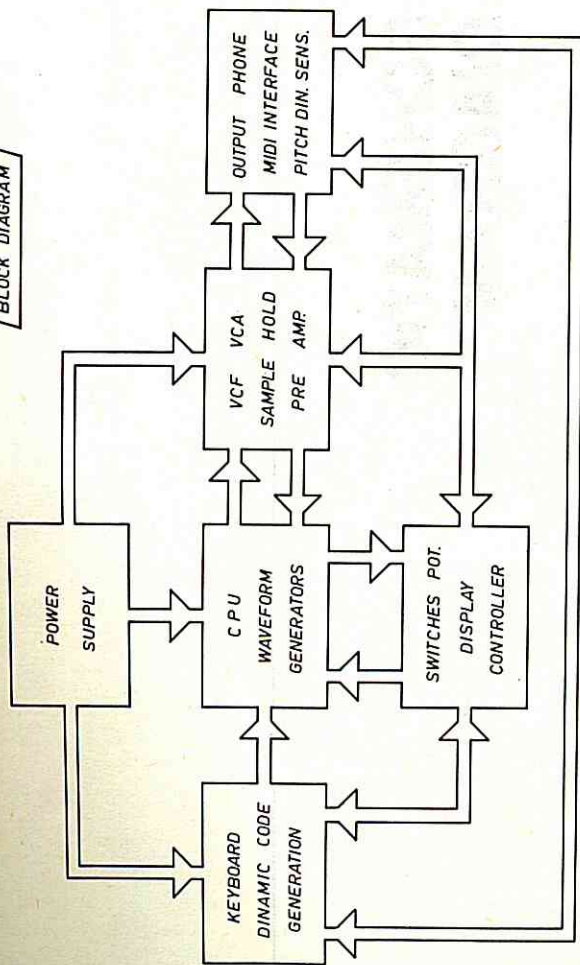 BLOCK DIAGRAM
POWER
SUPPLY
KEYBOARD
DINAMIC CODE
GENERATION
CPU
WAVEFORM
GENERATORS
VCF VCA
SAMPLE HOLD
PRE AMP.
OUTPUT PHONE
MIDI INTERFACE
PITCH DIN. SENS.
SWITCHES POT.
DISPLAY
CONTROLLER